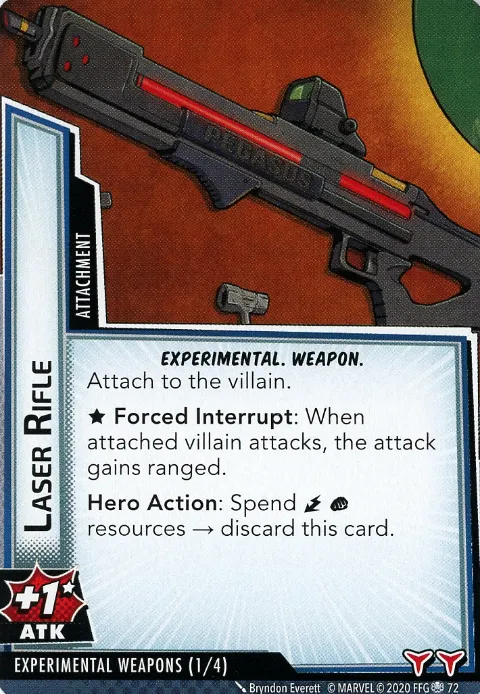 PEGASUS
ATTACHMENT
LASER RIFLE
EXPERIMENTAL. WEAPON.
Attach to the villain.
★ Forced Interrupt: When
attached villain attacks, the attack
gains ranged.
Hero Action: Spend
resources → discard this card.
+1★
ATK
EXPERIMENTAL WEAPONS (1/4)
Bryndon Everett © MARVEL © 2020 FFG 72